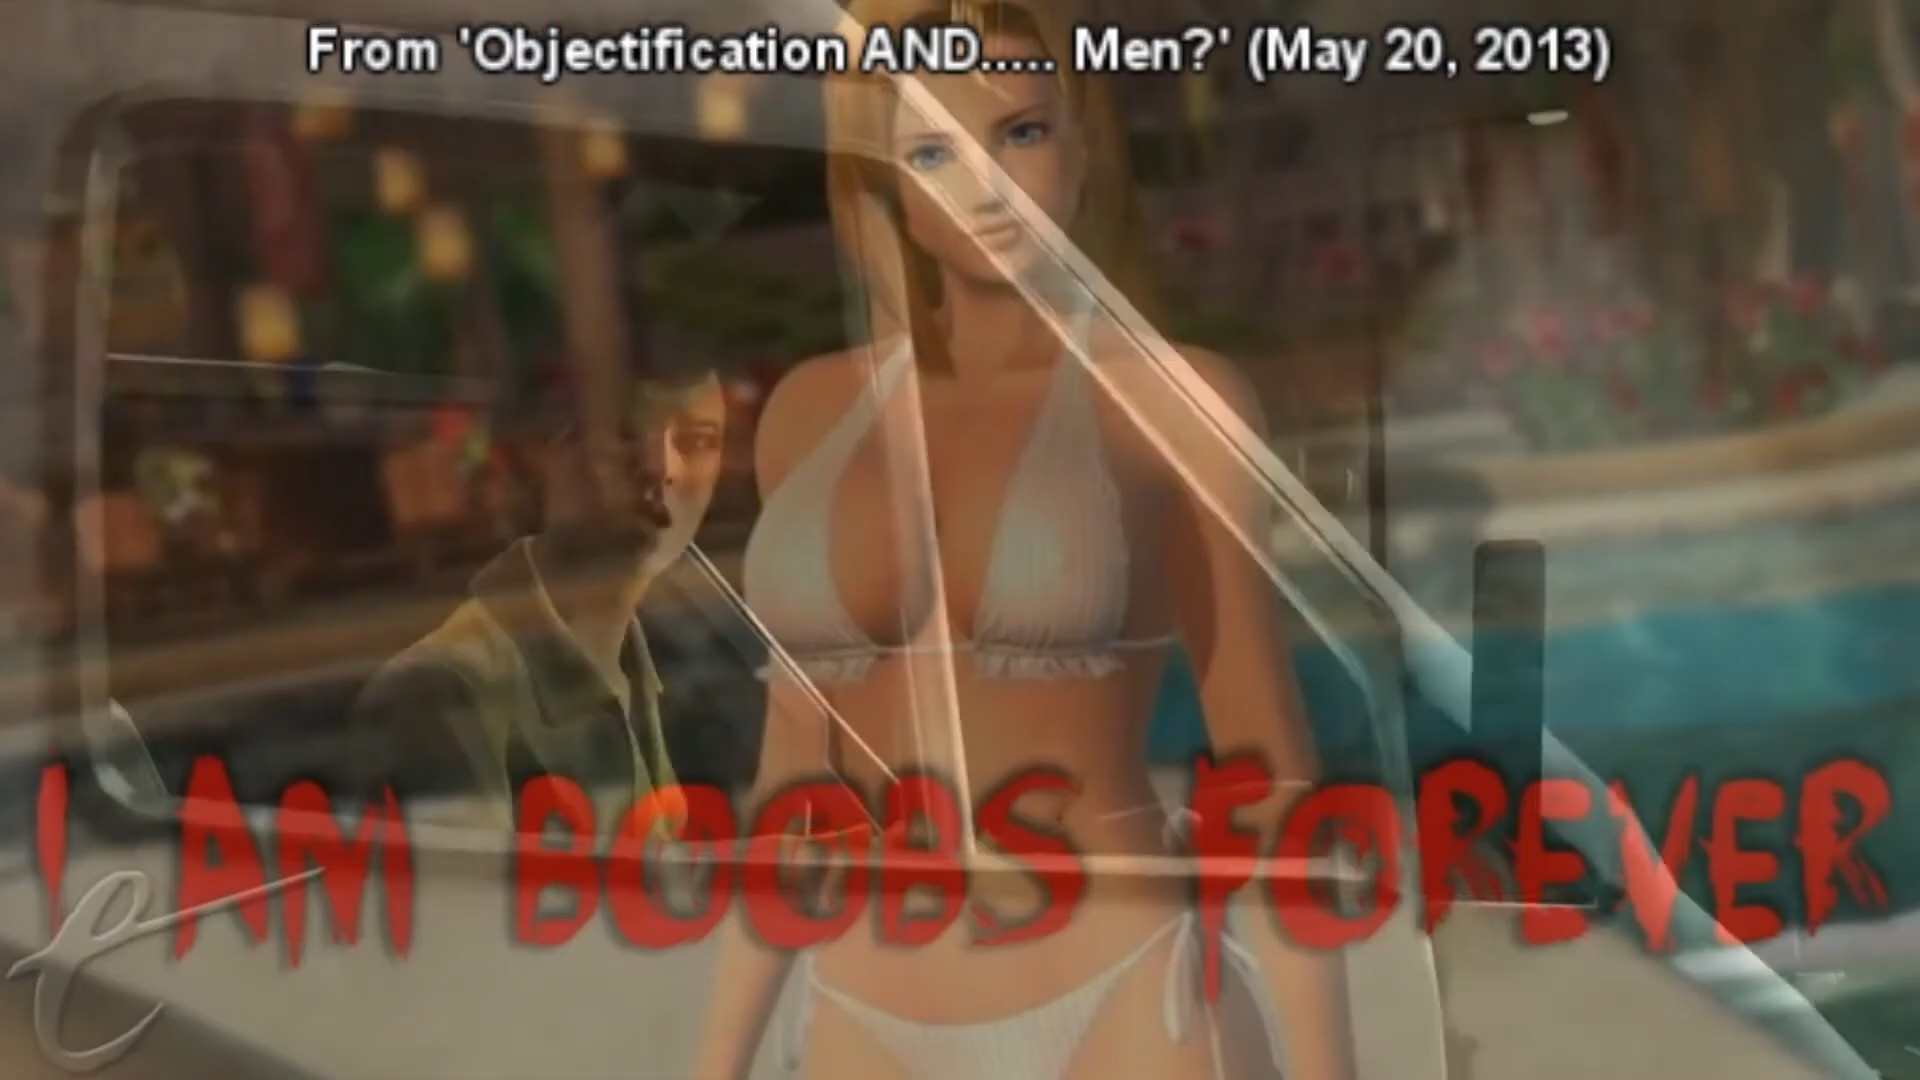 From 'Objectification AND..... Men?' (May 20, 2013)
I AM BOOBS FOREVER
e